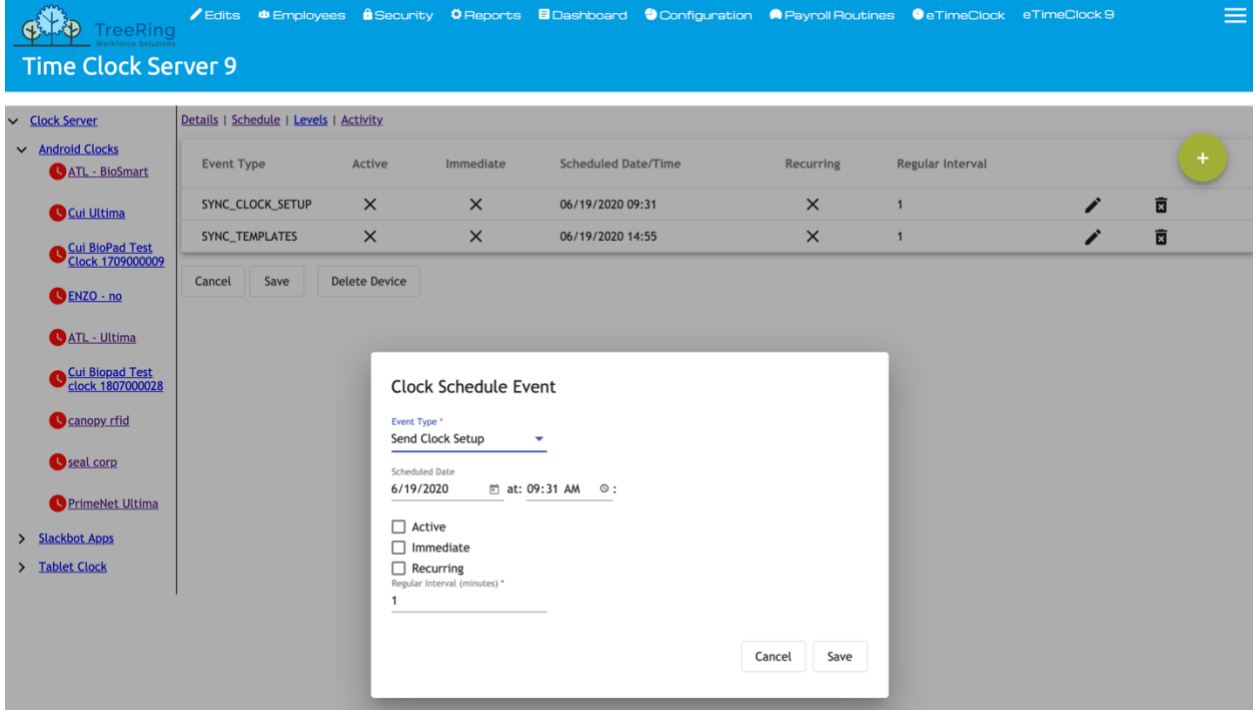 TreeRing
Workforce Solutions
Edits Employees Security Reports Dashboard Configuration Payroll Routines eTimeClock eTimeClock 9
Time Clock Server 9
Clock Server
Android Clocks
ATL - BioSmart
Cui Ultima
Cui BioPad Test
Clock 1709000009
ENZO - no
ATL - Ultima
Cui Biopad Test
clock 1807000028
canopy rfid
seal corp
PrimeNet Ultima
Slackbot Apps
Tablet Clock
Details | Schedule | Levels | Activity
Event Type Active Immediate Scheduled Date/Time Recurring Regular Interval
+
SYNC_CLOCK_SETUP 06/19/2020 09:31 1
SYNC_TEMPLATES 06/19/2020 14:55 1
Cancel Save Delete Device
Clock Schedule Event
Event Type *
Send Clock Setup
Scheduled Date
6/19/2020 at: 09:31 AM :
Active
Immediate
Recurring
Regular Interval (minutes) *
1
Cancel Save